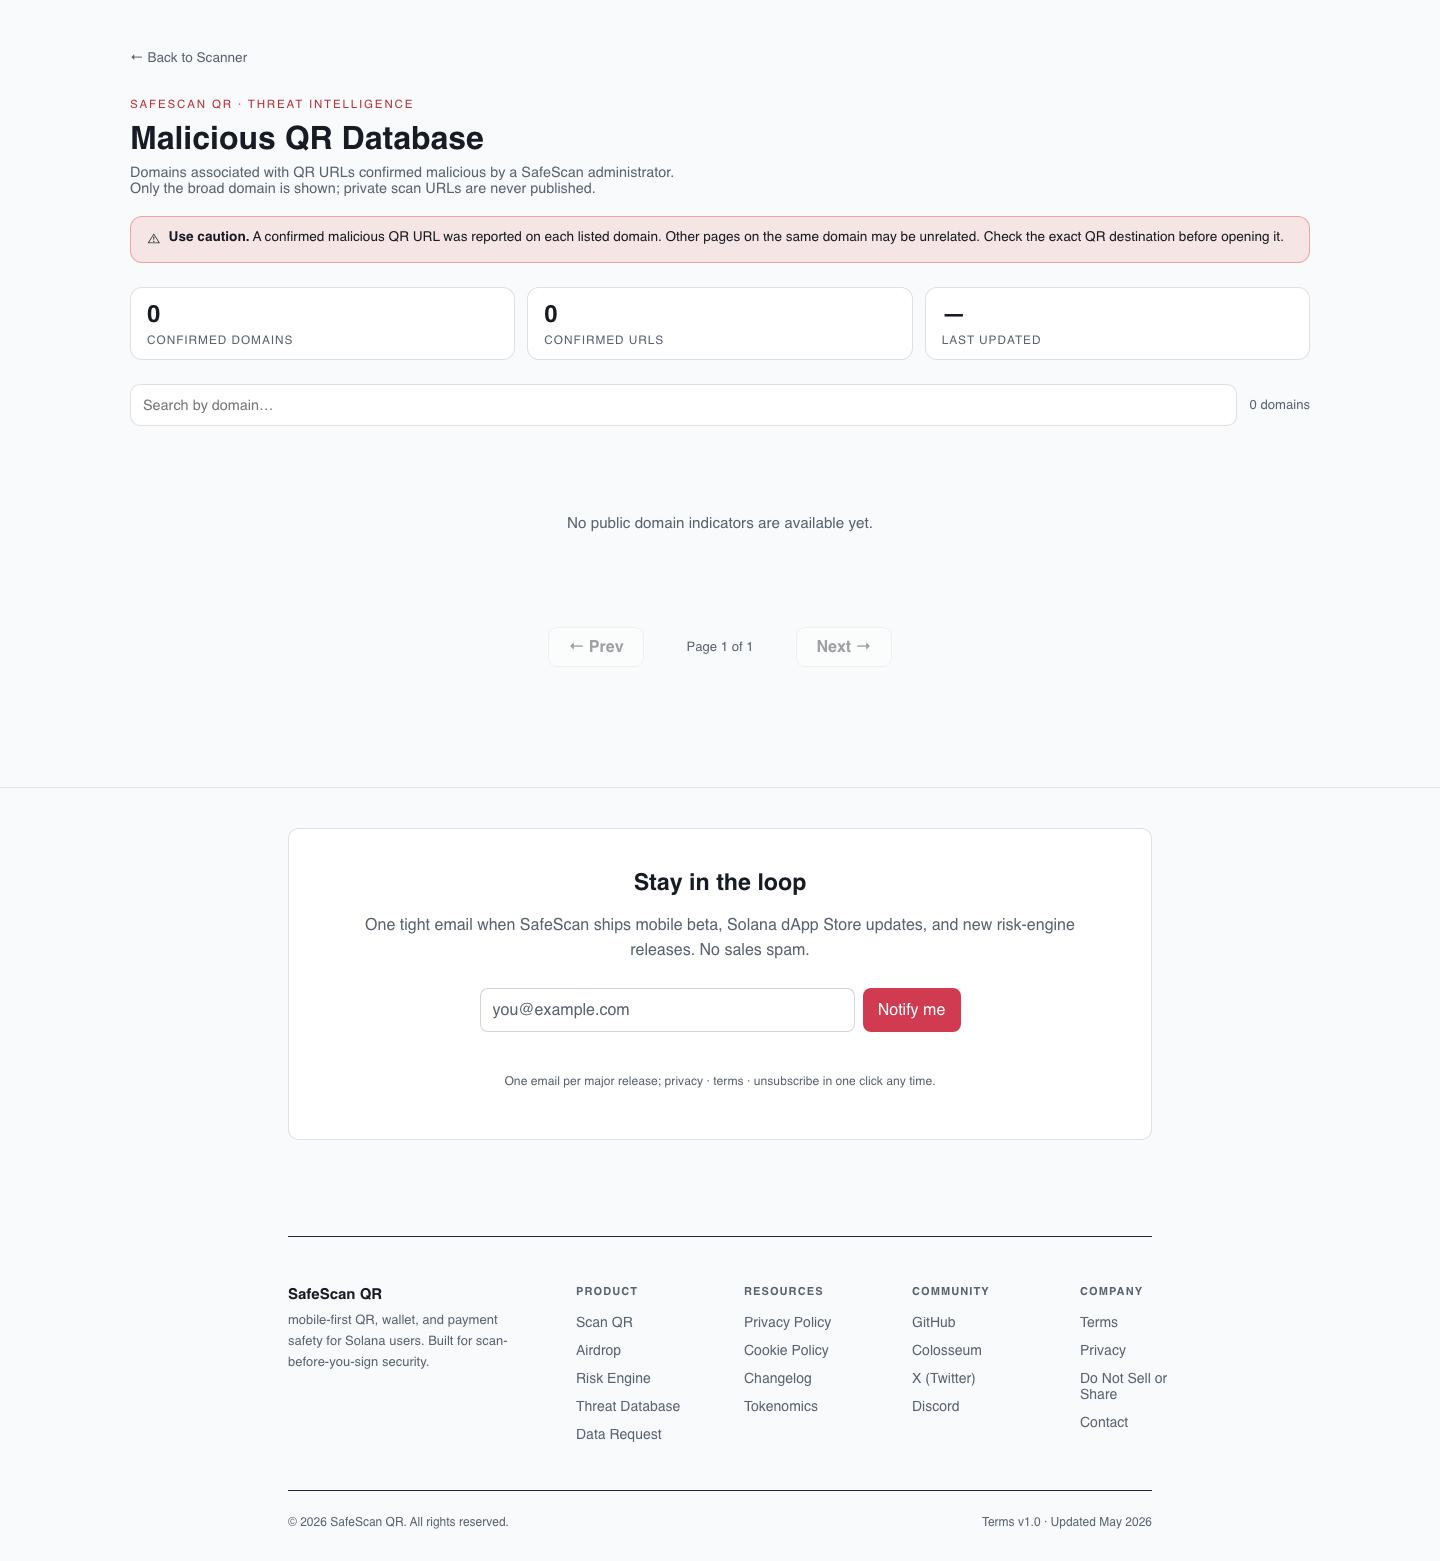 ← Back to Scanner
SAFESCAN QR · THREAT INTELLIGENCE
Malicious QR Database
Domains associated with QR URLs confirmed malicious by a SafeScan administrator.
Only the broad domain is shown; private scan URLs are never published.
⚠ Use caution. A confirmed malicious QR URL was reported on each listed domain. Other pages on the same domain may be unrelated. Check the exact QR destination before opening it.
0
CONFIRMED DOMAINS
0
CONFIRMED URLS
—
LAST UPDATED
Search by domain…
0 domains
No public domain indicators are available yet.
← Prev
Page 1 of 1
Next →
Stay in the loop
One tight email when SafeScan ships mobile beta, Solana dApp Store updates, and new risk-engine
releases. No sales spam.
you@example.com
Notify me
One email per major release; privacy · terms · unsubscribe in one click any time.
SafeScan QR
mobile-first QR, wallet, and payment
safety for Solana users. Built for scan-
before-you-sign security.
PRODUCT
Scan QR
Airdrop
Risk Engine
Threat Database
Data Request
RESOURCES
Privacy Policy
Cookie Policy
Changelog
Tokenomics
COMMUNITY
GitHub
Colosseum
X (Twitter)
Discord
COMPANY
Terms
Privacy
Do Not Sell or
Share
Contact
© 2026 SafeScan QR. All rights reserved.
Terms v1.0 · Updated May 2026